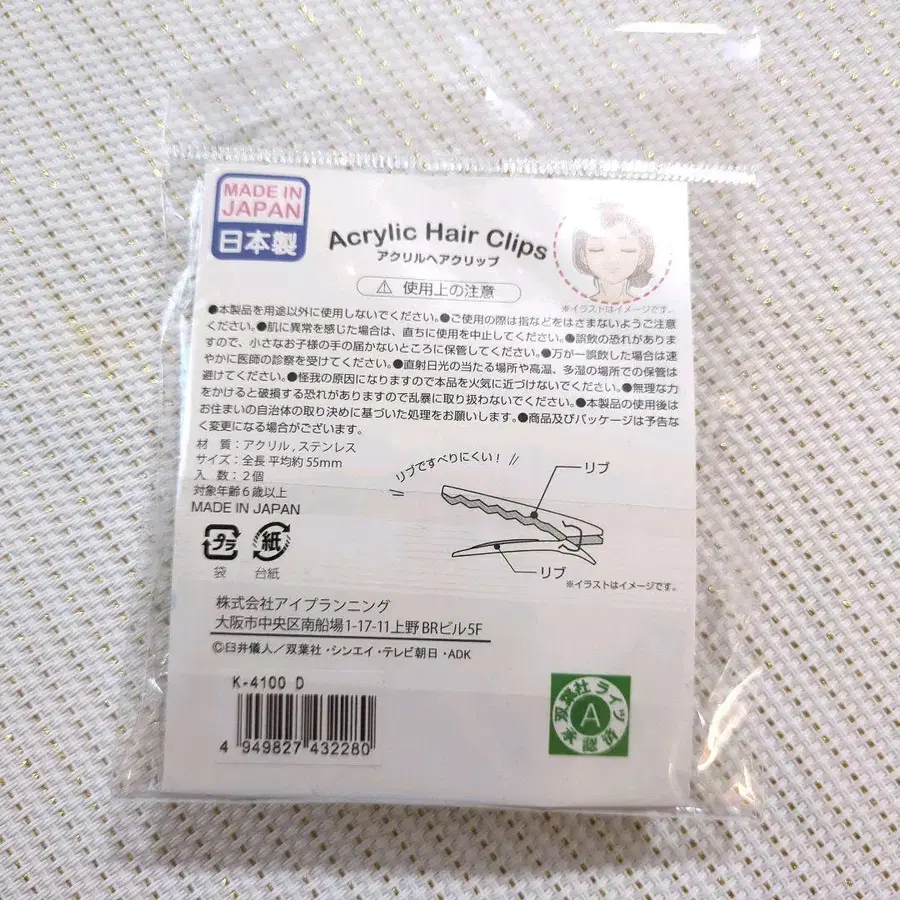 MADE IN
JAPAN
日本製
Acrylic Hair Clips
アクリルヘアクリップ
⚠ 使用上の注意
※イラストはイメージです。
●本製品を用途以外に使用しないでください。●ご使用の際は指などをはさまないようご注意
ください。●肌に異常を感じた場合は、直ちに使用を中止してください。●誤飲の恐れがありま
すので、小さなお子様の手の届かないところに保管してください。●万が一誤飲した場合は速
やかに医師の診察を受けてください。●直射日光の当たる場所や高温、多湿の場所での保管は
避けてください。●怪我の原因になりますので本品を火気に近づけないでください。●無理な力
をかけると破損する恐れがありますので乱暴に取り扱わないでください。●本製品の使用後は
お住まいの自治体の取り決めに基づいた処理をお願いします。●商品及びパッケージは予告な
く変更になる場合がございます。
材 質：アクリル , ステンレス
サイズ：全長 平均約 55mm
入 数：2個
対象年齢6歳以上
MADE IN JAPAN
リブですべりにくい！
リブ
リブ
※イラストはイメージです。
プラ
紙
袋
台紙
株式会社アイプランニング
大阪市中央区南船場1-17-11上野BRビル5F
©臼井儀人／双葉社・シンエイ・テレビ朝日・ADK
K-4100 D
4 949827 432280
双葉社ライツ
A
承認済